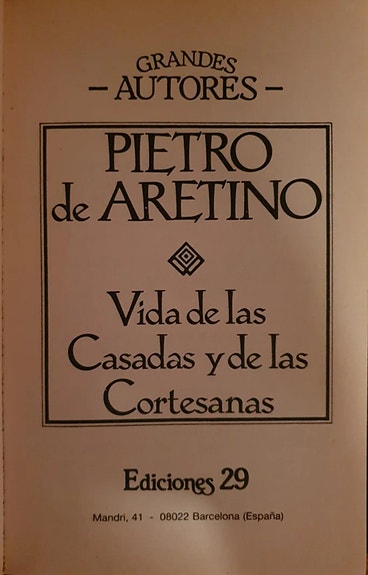 GRANDES
- AUTORES -
PIETRO
de ARETINO
Vida de las
Casadas y de las
Cortesanas
Ediciones 29
Mandri, 41 - 08022 Barcelona (España)